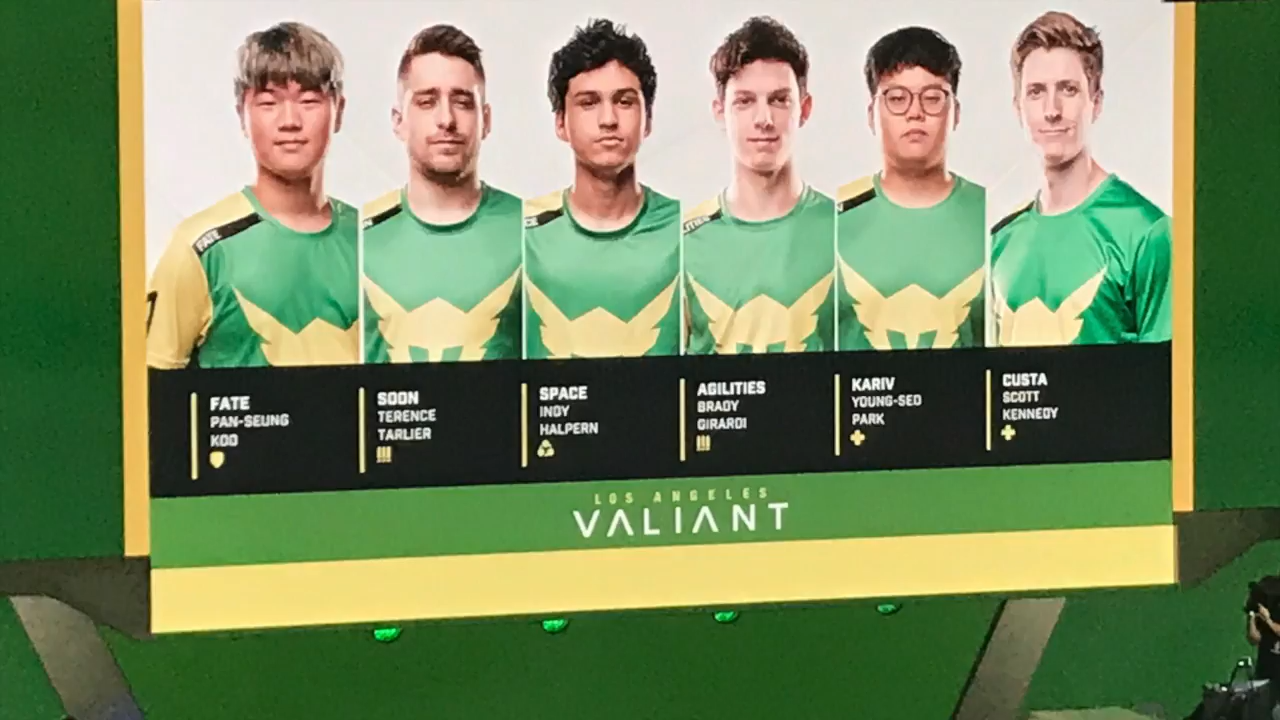 FATE
FATE
PAN-SEUNG
KOO
SOON
TERENCE
TARLIER
SPACE
INDY
HALPERN
AGILITIES
BRADY
GIRARDI
KARIV
YOUNG-SEO
PARK
CUSTA
SCOTT
KENNEDY
LOS ANGELES
VALIANT